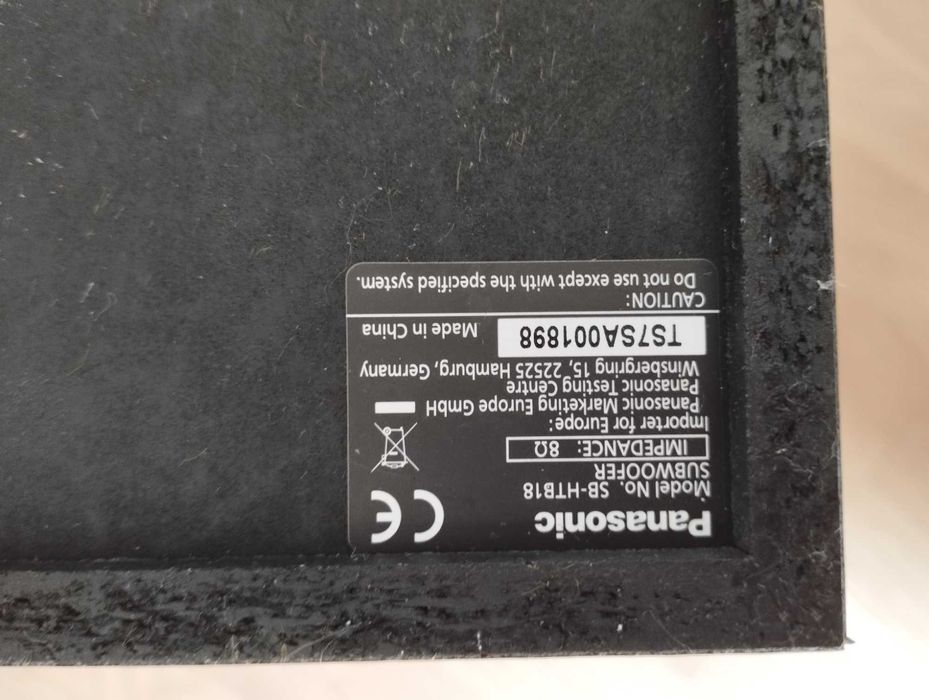 Panasonic
Model No. SB-HTB18
SUBWOOFER
IMPEDANCE: 8Ω
Importer for Europe:
Panasonic Marketing Europe GmbH
Panasonic Testing Centre
Winsbergring 15, 22525 Hamburg, Germany
TS7SA001898 Made in China
CAUTION:
Do not use except with the specified system.
CE